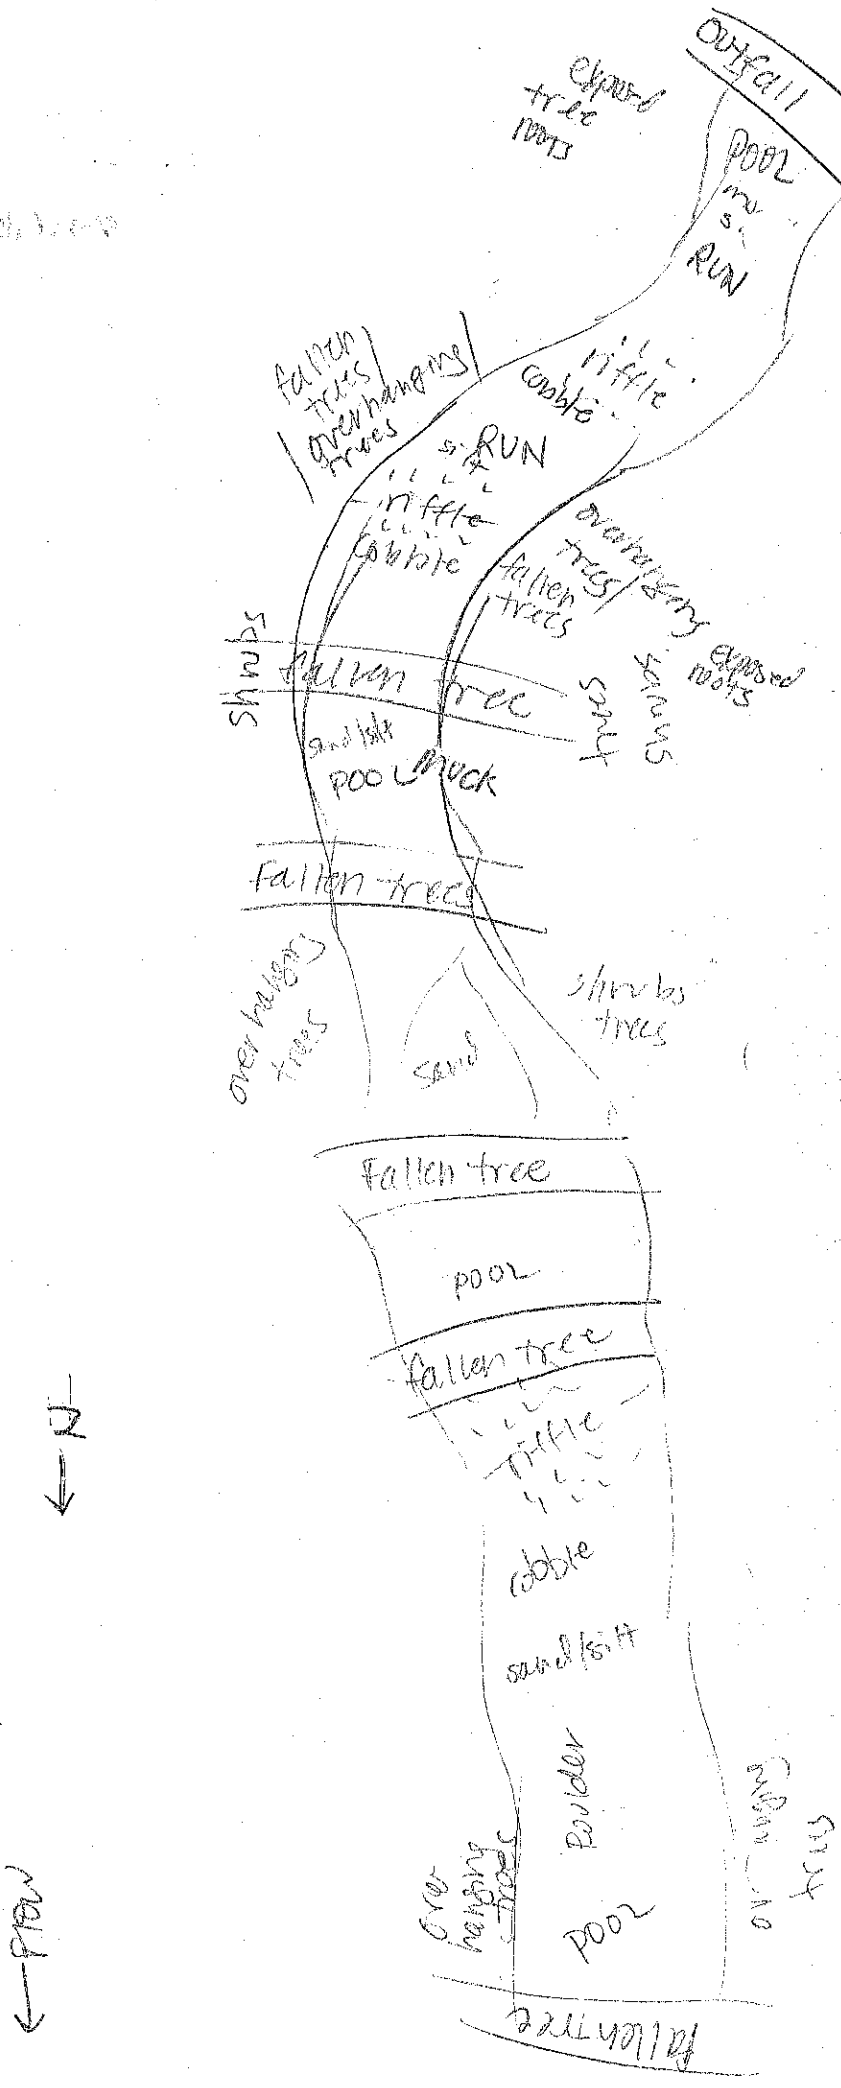 Outfall
exposed
tree
roots
POOL
RUN
riffle
cobble
fallen
trees/
overhanging
trees
RUN
riffle
cobble
overhanging
trees/
fallen
trees
shrubs
exposed
roots
shrubs
fallen tree
sand/silt
POOL muck
fallen trees
overhanging
trees
shrubs
trees
sand
Fallen tree
POOL
fallen tree
riffle
N
cobble
sand/silt
Boulder
over
hanging
trees
trees
POOL
fallen tree